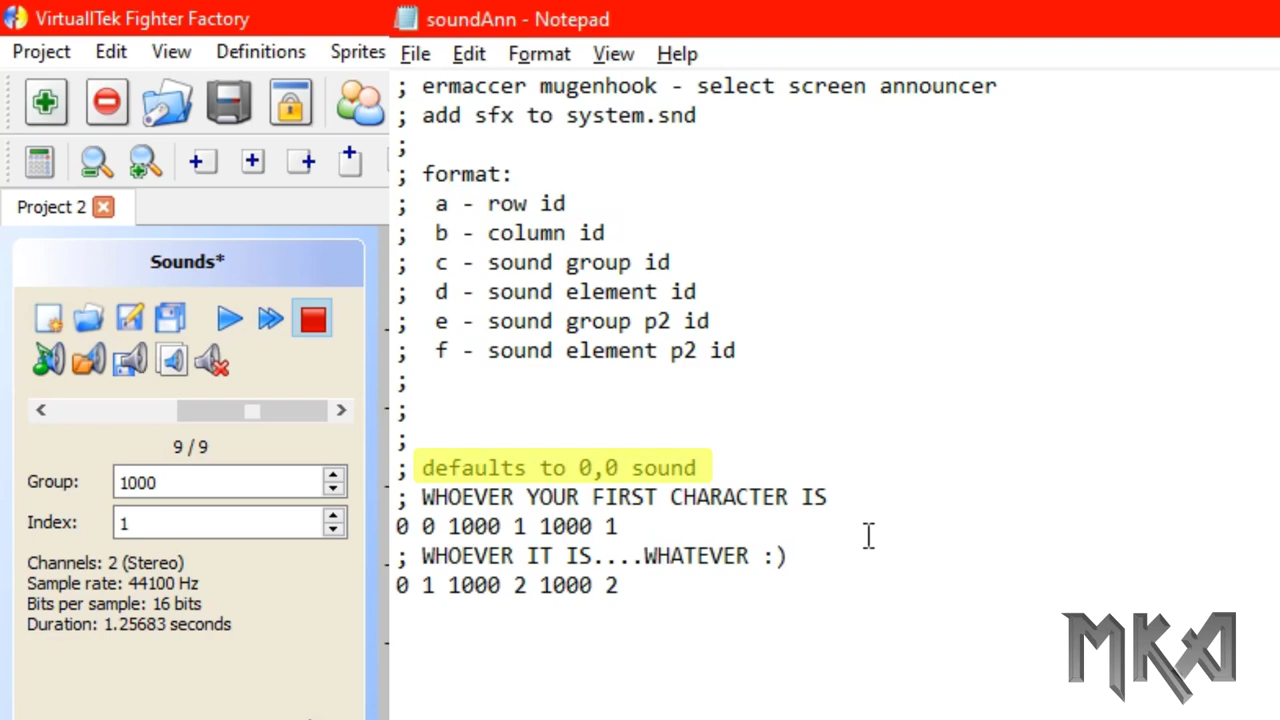 VirtuallTek Fighter Factory
Project Edit View Definitions Sprites
Project 2
Sounds*
9 / 9
Group: 1000
Index: 1
Channels: 2 (Stereo)
Sample rate: 44100 Hz
Bits per sample: 16 bits
Duration: 1.25683 seconds
soundAnn - Notepad
File Edit Format View Help
; ermaccer mugenhook - select screen announcer
; add sfx to system.snd
;
; format:
; a - row id
; b - column id
; c - sound group id
; d - sound element id
; e - sound group p2 id
; f - sound element p2 id
;
;
;
; defaults to 0,0 sound
; WHOEVER YOUR FIRST CHARACTER IS
0 0 1000 1 1000 1
; WHOEVER IT IS....WHATEVER :)
0 1 1000 2 1000 2
MKA